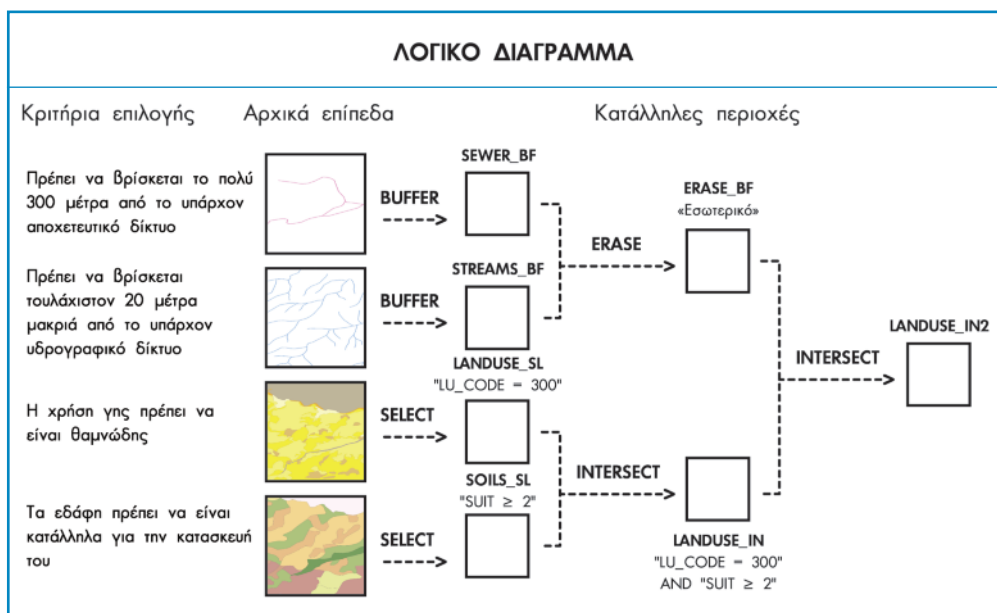 ΛΟΓΙΚΟ ΔΙΑΓΡΑΜΜΑ
Κριτήρια επιλογής
Αρχικά επίπεδα
Κατάλληλες περιοχές
Πρέπει να βρίσκεται το πολύ
300 μέτρα από το υπάρχον
αποχετευτικό δίκτυο
BUFFER
SEWER_BF
ERASE
ERASE_BF
«Εσωτερικό»
Πρέπει να βρίσκεται
τουλάχιστον 20 μέτρα
μακριά από το υπάρχον
υδρογραφικό δίκτυο
BUFFER
STREAMS_BF
INTERSECT
LANDUSE_IN2
Η χρήση γης πρέπει να
είναι θαμνώδης
SELECT
LANDUSE_SL
"LU_CODE = 300"
INTERSECT
Τα εδάφη πρέπει να είναι
κατάλληλα για την κατασκευή
του
SELECT
SOILS_SL
"SUIT ≥ 2"
LANDUSE_IN
"LU_CODE = 300"
AND "SUIT ≥ 2"